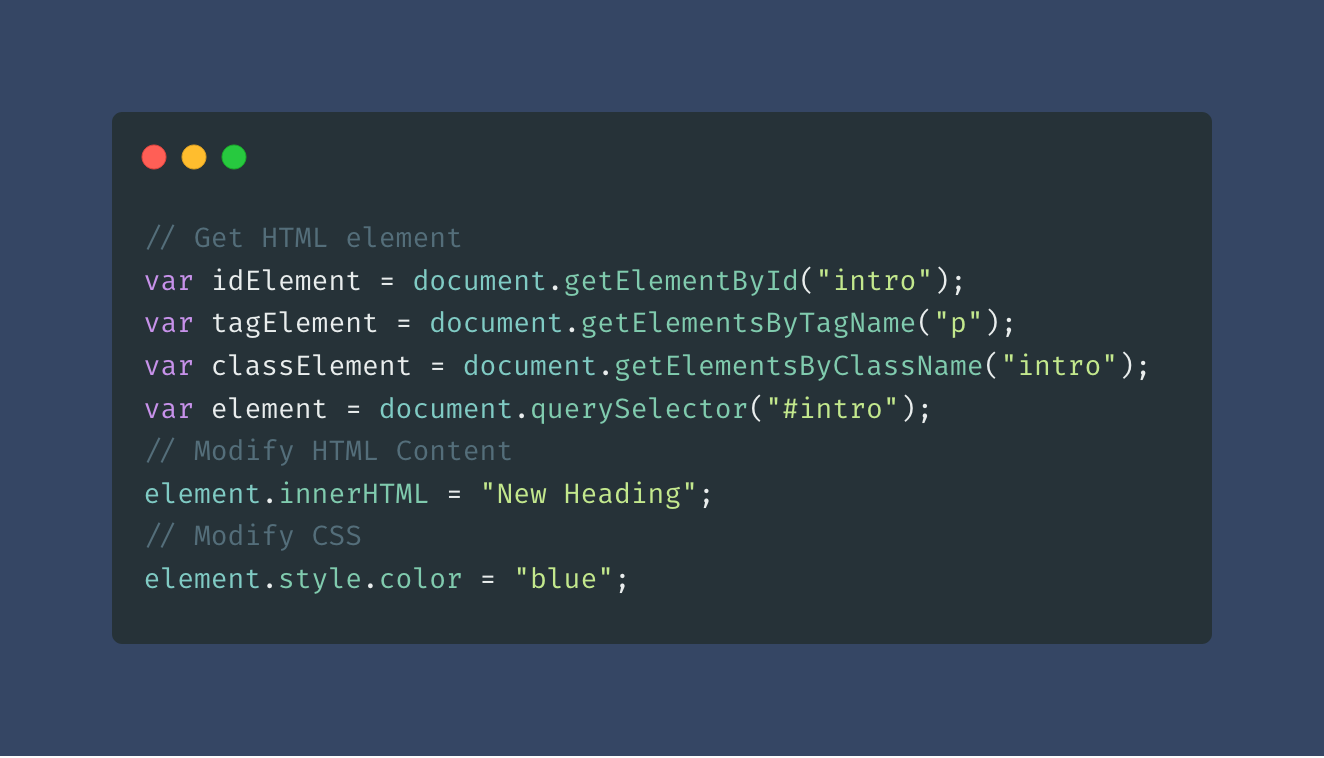 // Get HTML element
var idElement = document.getElementById("intro");
var tagElement = document.getElementsByTagName("p");
var classElement = document.getElementsByClassName("intro");
var element = document.querySelector("#intro");
// Modify HTML Content
element.innerHTML = "New Heading";
// Modify CSS
element.style.color = "blue";